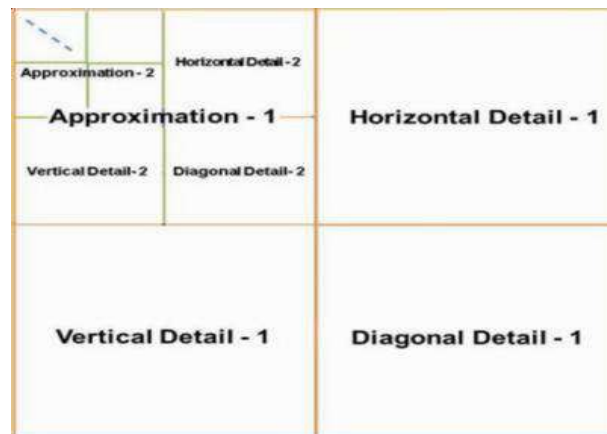 Horizontal Detail - 2
Approximation - 2
Approximation - 1
Horizontal Detail - 1
Vertical Detail- 2
Diagonal Detail- 2
Vertical Detail - 1
Diagonal Detail - 1